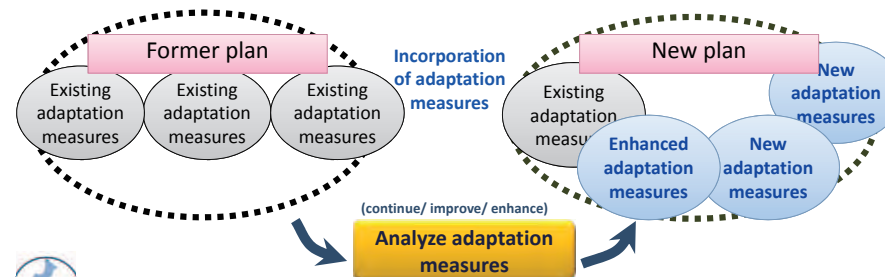 Former plan
Existing
adaptation
measures
Existing
adaptation
measures
Existing
adaptation
measures
Incorporation
of adaptation
measures
New plan
Existing
adaptation
Enhanced
adaptation
measures
New
adaptation
measures
New
adaptation
measures
(continue/ improve/ enhance)
Analyze adaptation
measures